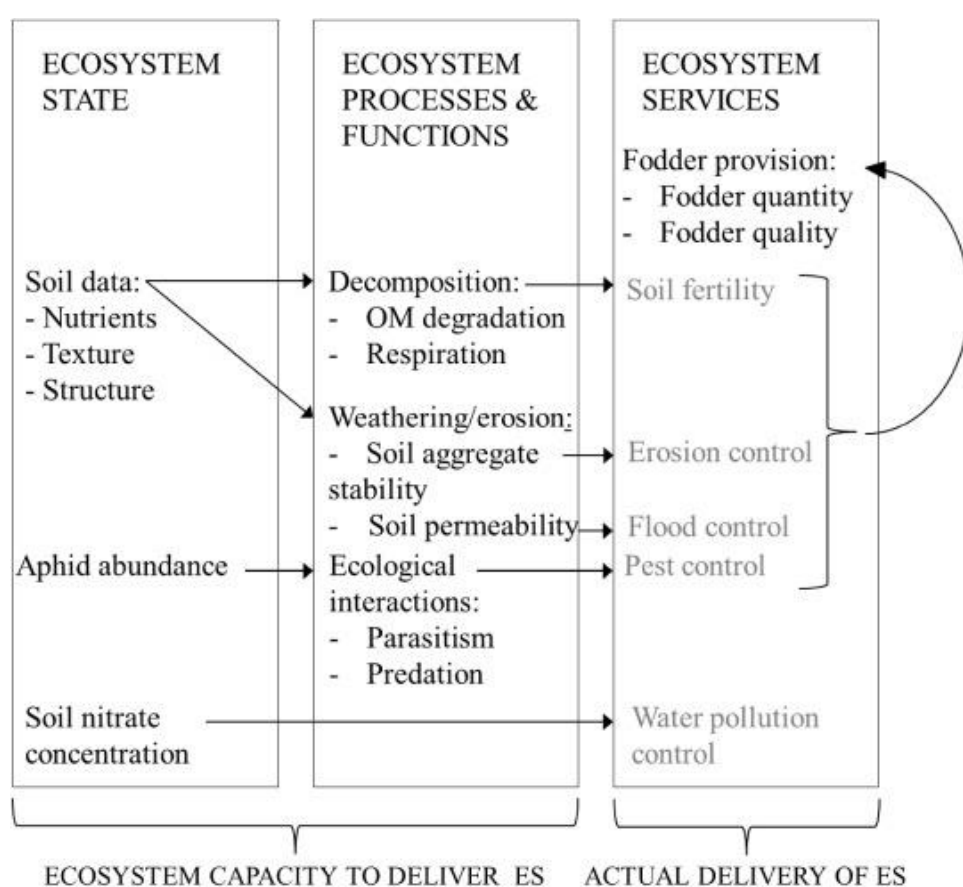 ECOSYSTEM
STATE
Soil data:
- Nutrients
- Texture
- Structure
Aphid abundance
Soil nitrate
concentration
ECOSYSTEM
PROCESSES &
FUNCTIONS
Decomposition:
- OM degradation
- Respiration
Weathering/erosion:
- Soil aggregate
stability
- Soil permeability
Ecological
interactions:
- Parasitism
- Predation
ECOSYSTEM
SERVICES
Fodder provision:
- Fodder quantity
- Fodder quality
Soil fertility
Erosion control
Flood control
Pest control
Water pollution
control
ECOSYSTEM CAPACITY TO DELIVER ES
ACTUAL DELIVERY OF ES